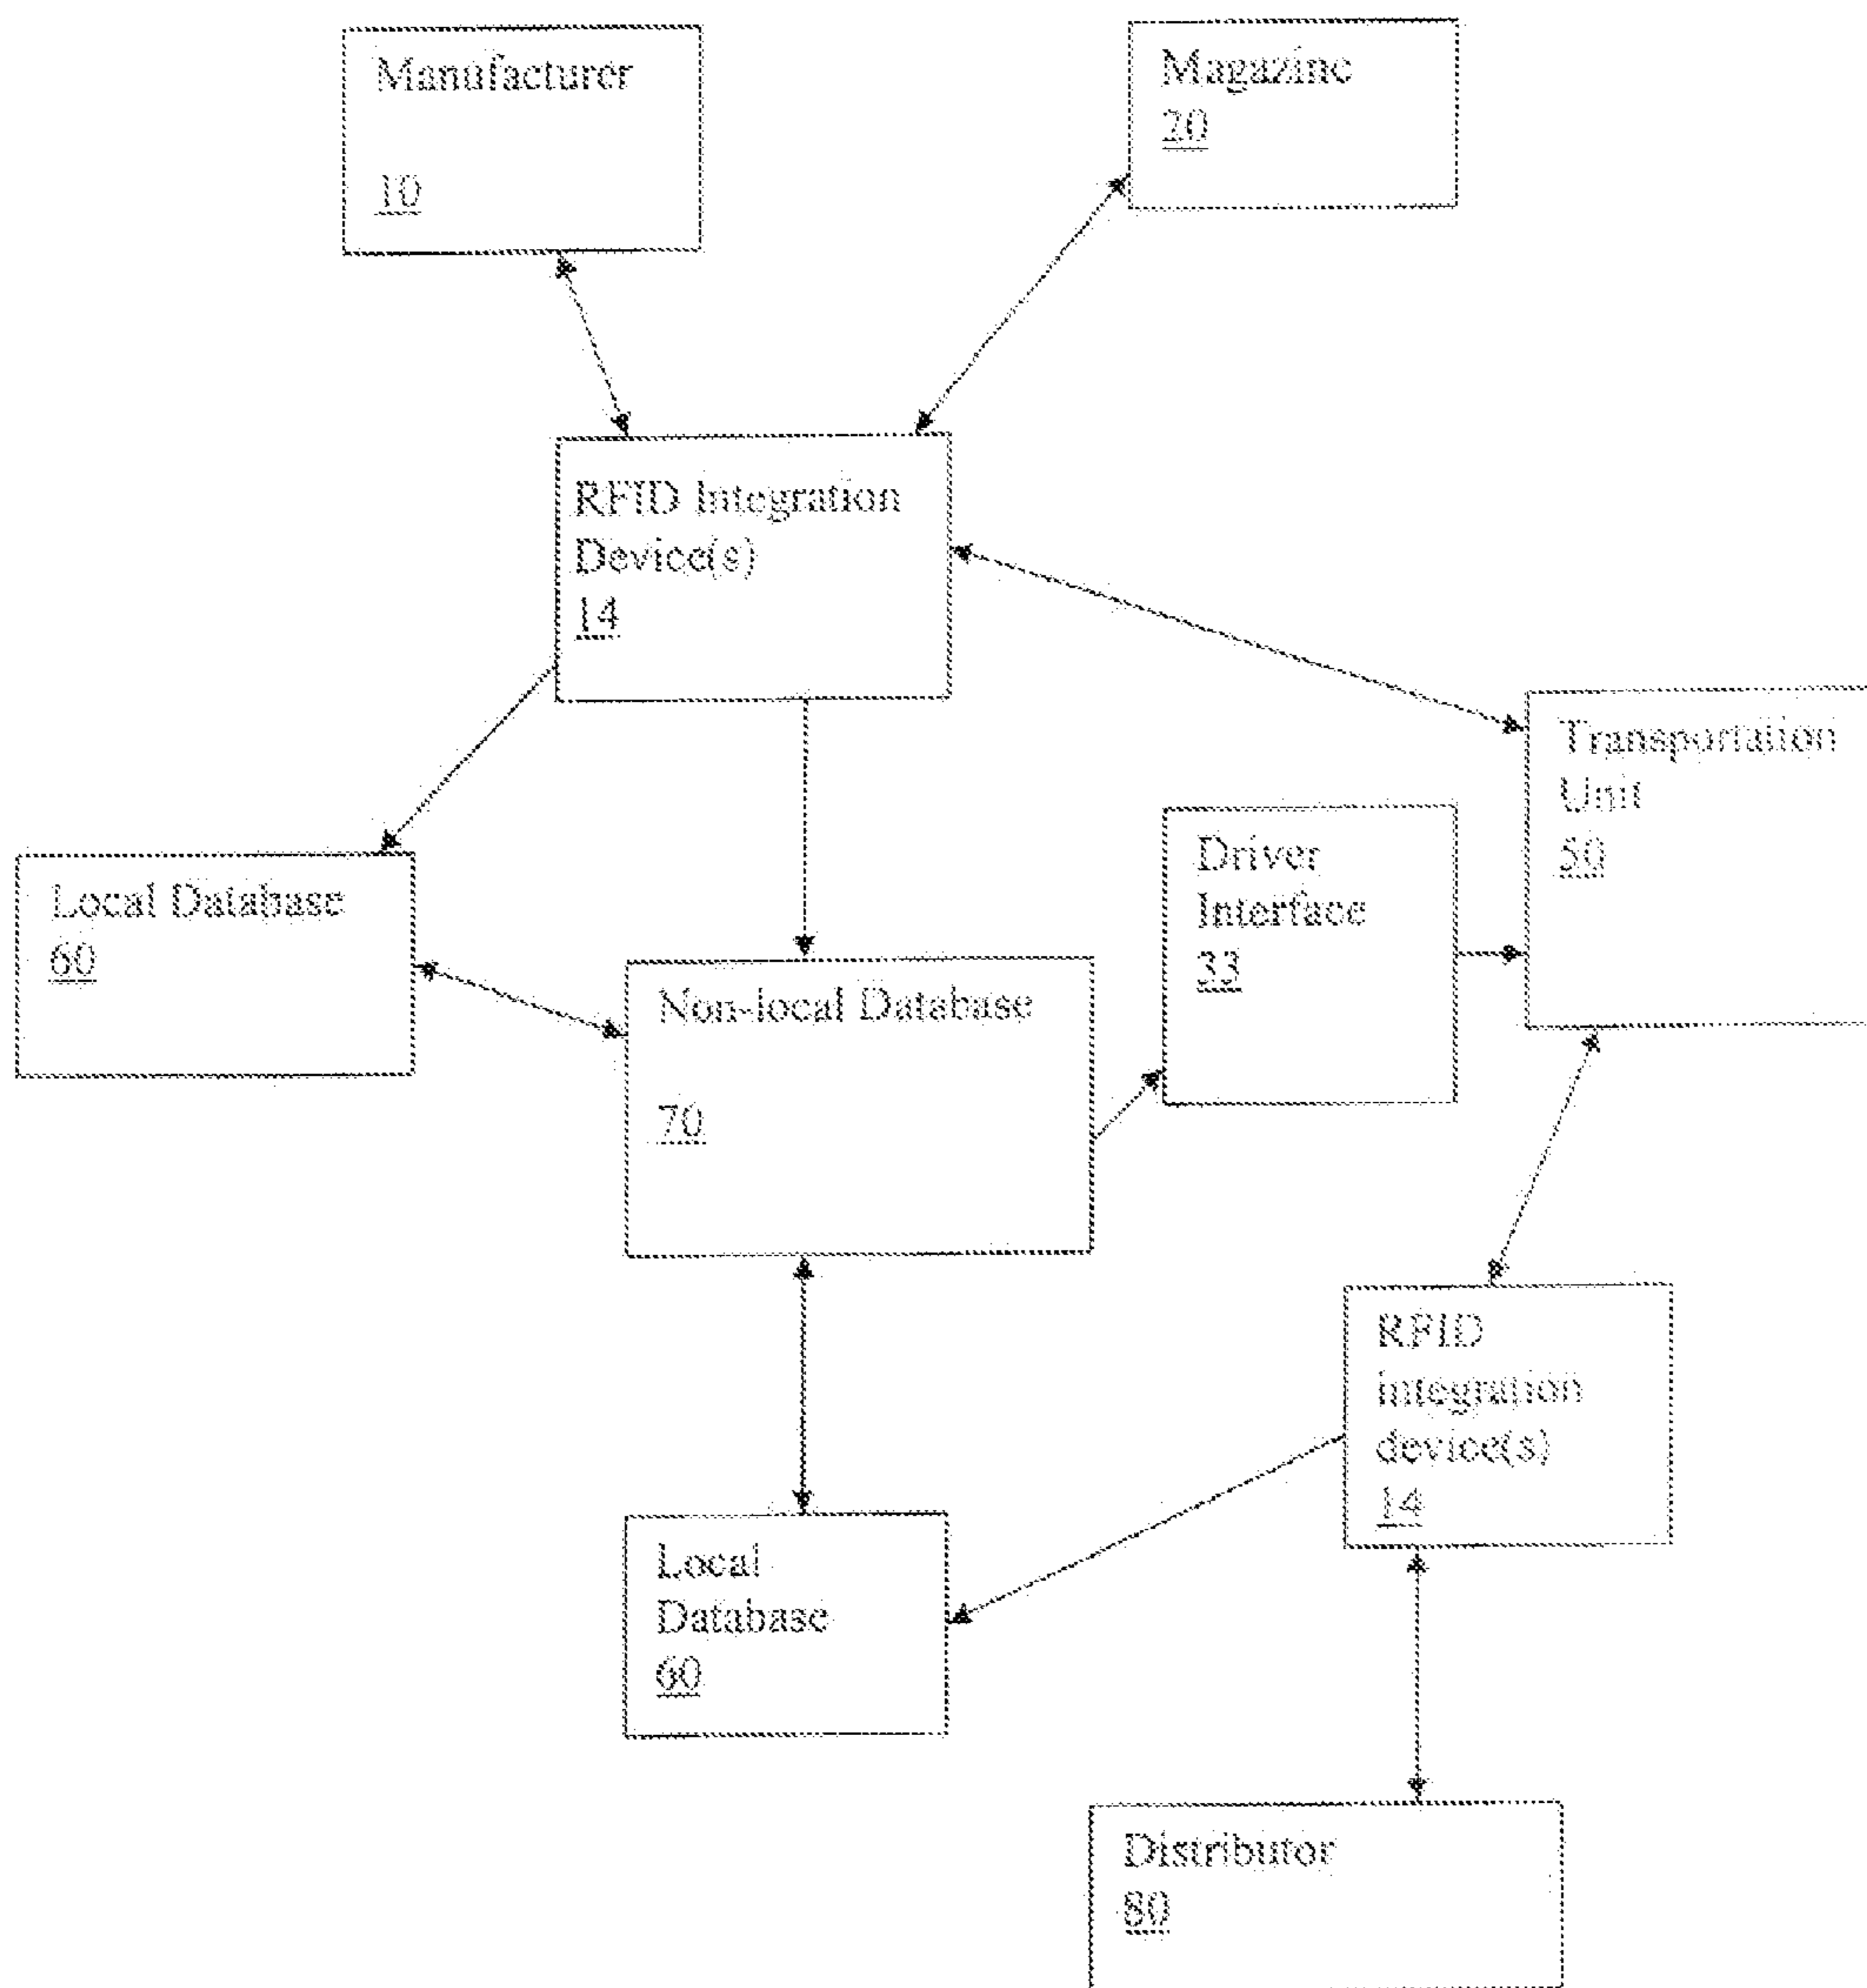 Manufacturer
10
Magazine
20
RFID Integration
Device(s)
14
Transportation
Unit
50
Driver
Interface
33
Local Database
60
Non-local Database
70
RFID
integration
device(s)
14
Local
Database
60
Distributor
80